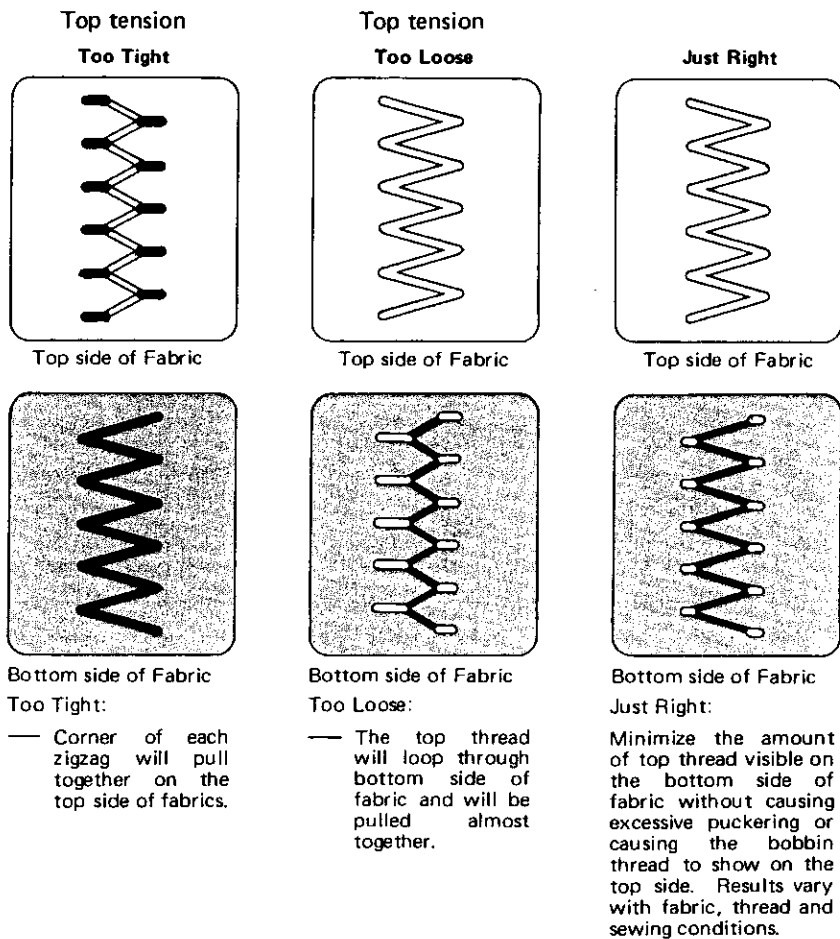 Top tension
Too Tight
Top side of Fabric
Bottom side of Fabric
Too Tight:
— Corner of each
zigzag will pull
together on the
top side of fabrics.
Top tension
Too Loose
Top side of Fabric
Bottom side of Fabric
Too Loose:
— The top thread
will loop through
bottom side of
fabric and will be
pulled almost
together.
Just Right
Top side of Fabric
Bottom side of Fabric
Just Right:
Minimize the amount
of top thread visible on
the bottom side of
fabric without causing
excessive puckering or
causing the bobbin
thread to show on the
top side. Results vary
with fabric, thread and
sewing conditions.